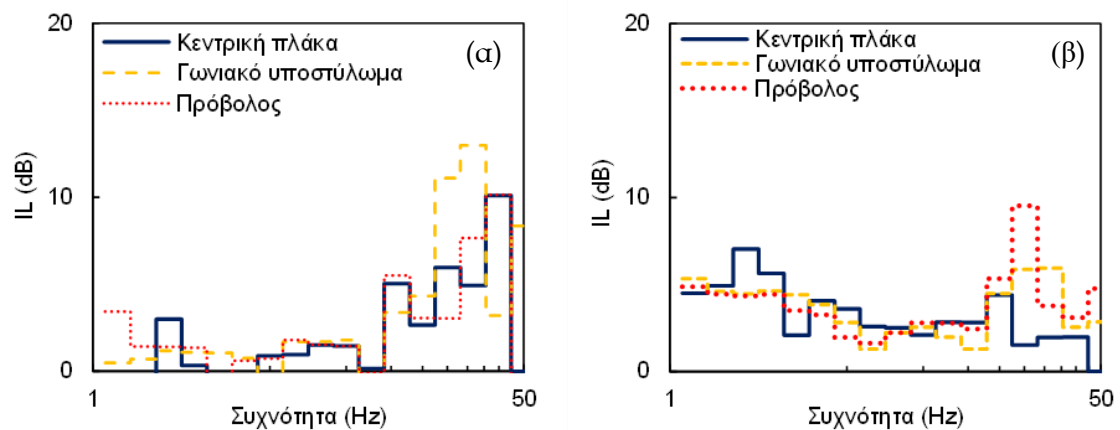 20
10
0
IL (dB)
Κεντρική πλάκα
Γωνιακό υποστύλωμα
Πρόβολος
(α)
1
50
Συχνότητα (Hz)
20
10
0
IL (dB)
Κεντρική πλάκα
Γωνιακό υποστύλωμα
Πρόβολος
(β)
1
50
Συχνότητα (Hz)